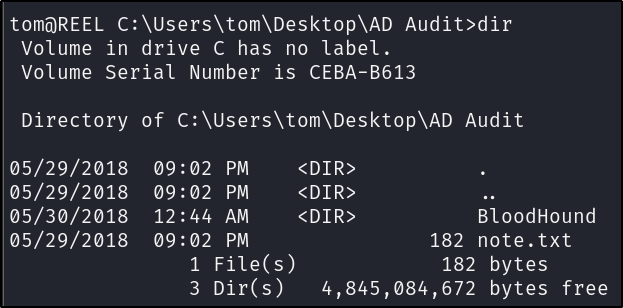 tom@REEL C:\Users\tom\Desktop\AD Audit>dir
 Volume in drive C has no label.
 Volume Serial Number is CEBA-B613

 Directory of C:\Users\tom\Desktop\AD Audit

05/29/2018  09:02 PM    <DIR>          .
05/29/2018  09:02 PM    <DIR>          ..
05/30/2018  12:44 AM    <DIR>          BloodHound
05/29/2018  09:02 PM               182 note.txt
               1 File(s)            182 bytes
               3 Dir(s)   4,845,084,672 bytes free